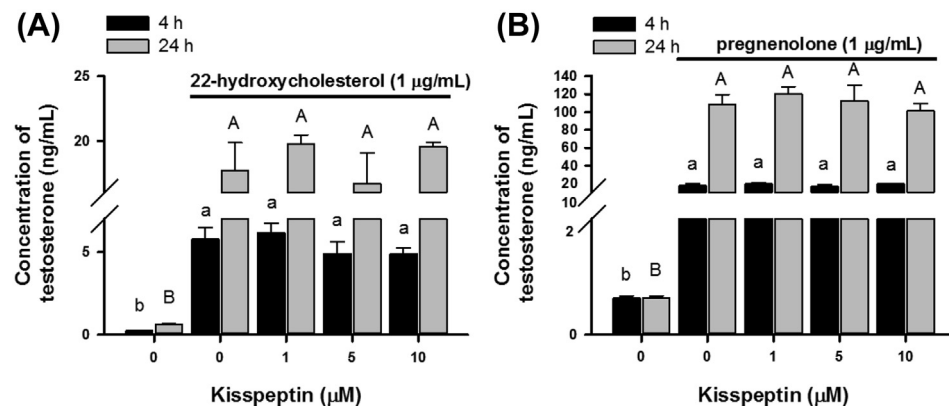 (A)
4 h
24 h
22-hydroxycholesterol (1 µg/mL)
Concentration of
testosterone (ng/mL)
25
20
5
0
b
B
a
A
a
A
a
A
a
A
0
0
1
5
10
Kisspeptin (µM)
(B)
4 h
24 h
pregnenolone (1 µg/mL)
Concentration of
testosterone (ng/mL)
140
120
100
80
60
40
20
10
2
0
b
B
a
A
a
A
a
A
a
A
0
0
1
5
10
Kisspeptin (µM)